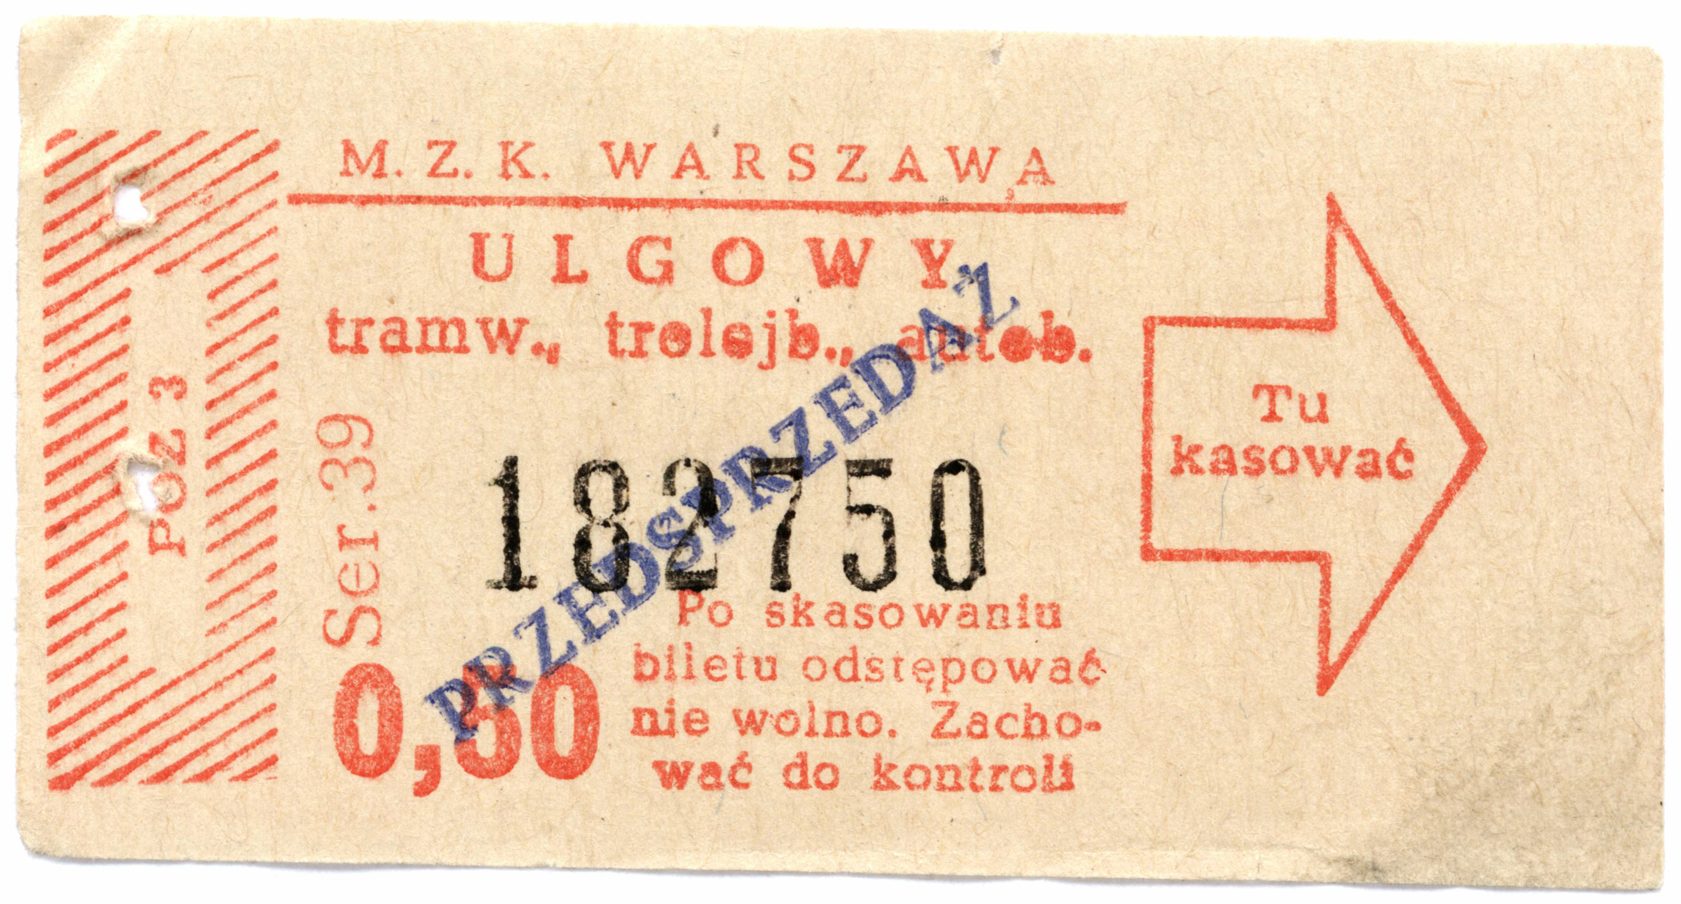 M. Z. K. WARSZAWA
ULGOWY
tramw., trolejb., autob.
POZ 3
Ser. 39
182750
PRZEDSPRZEDAŻ
0,50
Po skasowaniu
biletu odstępować
nie wolno. Zacho-
wać do kontroli
Tu
kasować